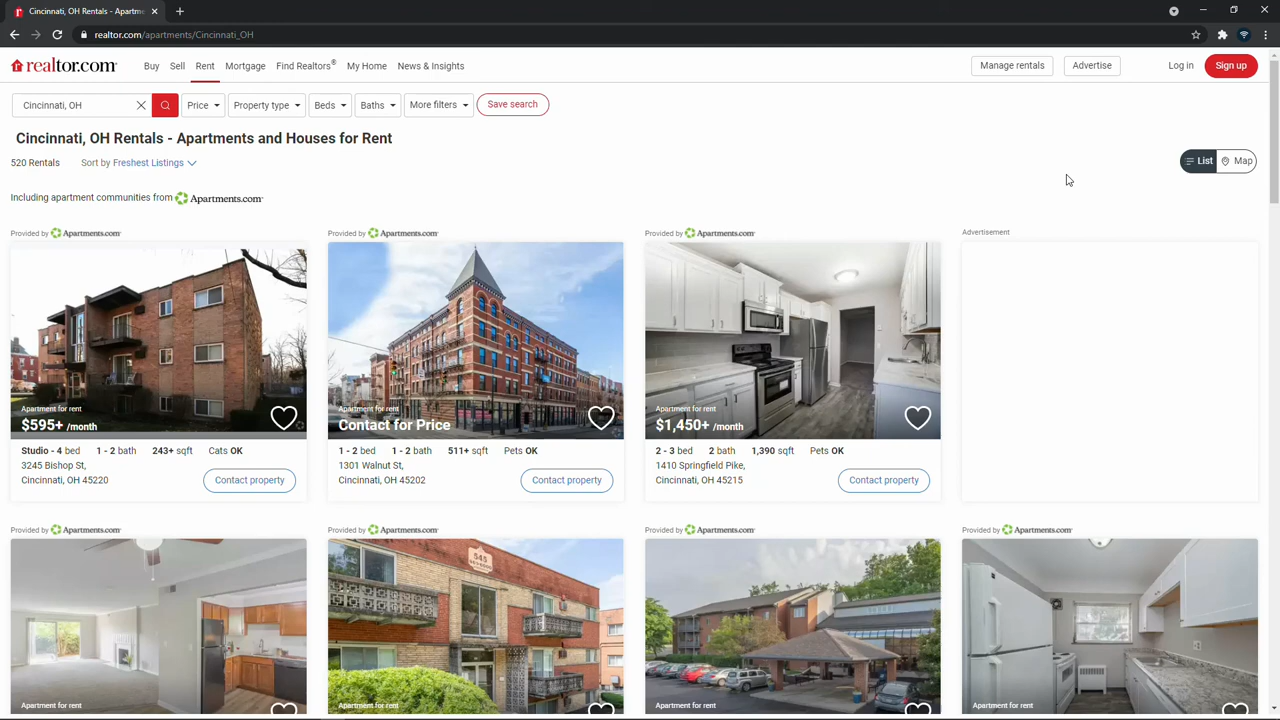 Cincinnati, OH Rentals - Apartme
realtor.com/apartments/Cincinnati_OH
realtor.com
Buy
Sell
Rent
Mortgage
Find Realtors®
My Home
News & Insights
Manage rentals
Advertise
Log in
Sign up
Cincinnati, OH
Price
Property type
Beds
Baths
More filters
Save search
Cincinnati, OH Rentals - Apartments and Houses for Rent
520 Rentals
Sort by Freshest Listings
List
Map
Including apartment communities from Apartments.com
Provided by Apartments.com
Provided by Apartments.com
Provided by Apartments.com
Advertisement
Apartment for rent
$595+ /month
Studio - 4 bed 1 - 2 bath 243+ sqft Cats OK
3245 Bishop St,
Cincinnati, OH 45220
Contact property
Apartment for rent
Contact for Price
1 - 2 bed 1 - 2 bath 511+ sqft Pets OK
1301 Walnut St,
Cincinnati, OH 45202
Contact property
Apartment for rent
$1,450+ /month
2 - 3 bed 2 bath 1,390 sqft Pets OK
1410 Springfield Pike,
Cincinnati, OH 45215
Contact property
Provided by Apartments.com
Provided by Apartments.com
Provided by Apartments.com
Provided by Apartments.com
545
Apartment for rent
Apartment for rent
Apartment for rent
Apartment for rent